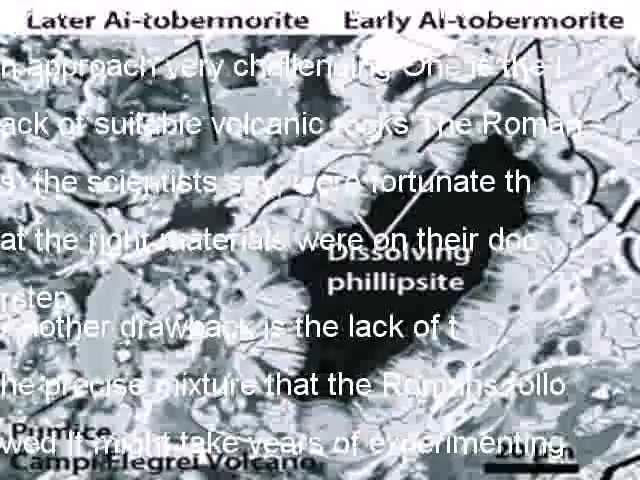 Later Al-tobermorite Early Al-tobermorite
n approach very challenging One is the l
ack of suitable volcanic rocks The Roman
s the scientists say were fortunate th
at the right materials were on their doo
Dissolving
phillipsite
rstep
nother drawback is the lack of t
he precise mixture that the Romans follo
Pumice
wed It might take years of experimenting
Campi Flegrei Volcano